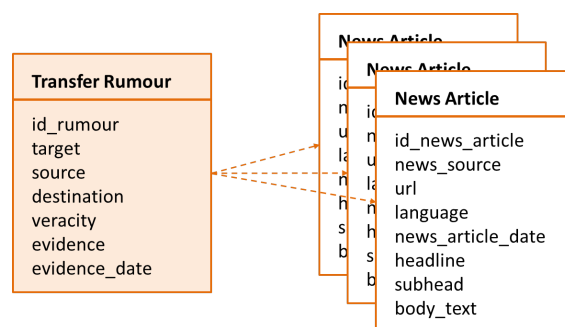 Transfer Rumour
id_rumour
target
source
destination
veracity
evidence
evidence_date
News Article
News Article
News Article
id_news_article
news_source
url
language
news_article_date
headline
subhead
body_text